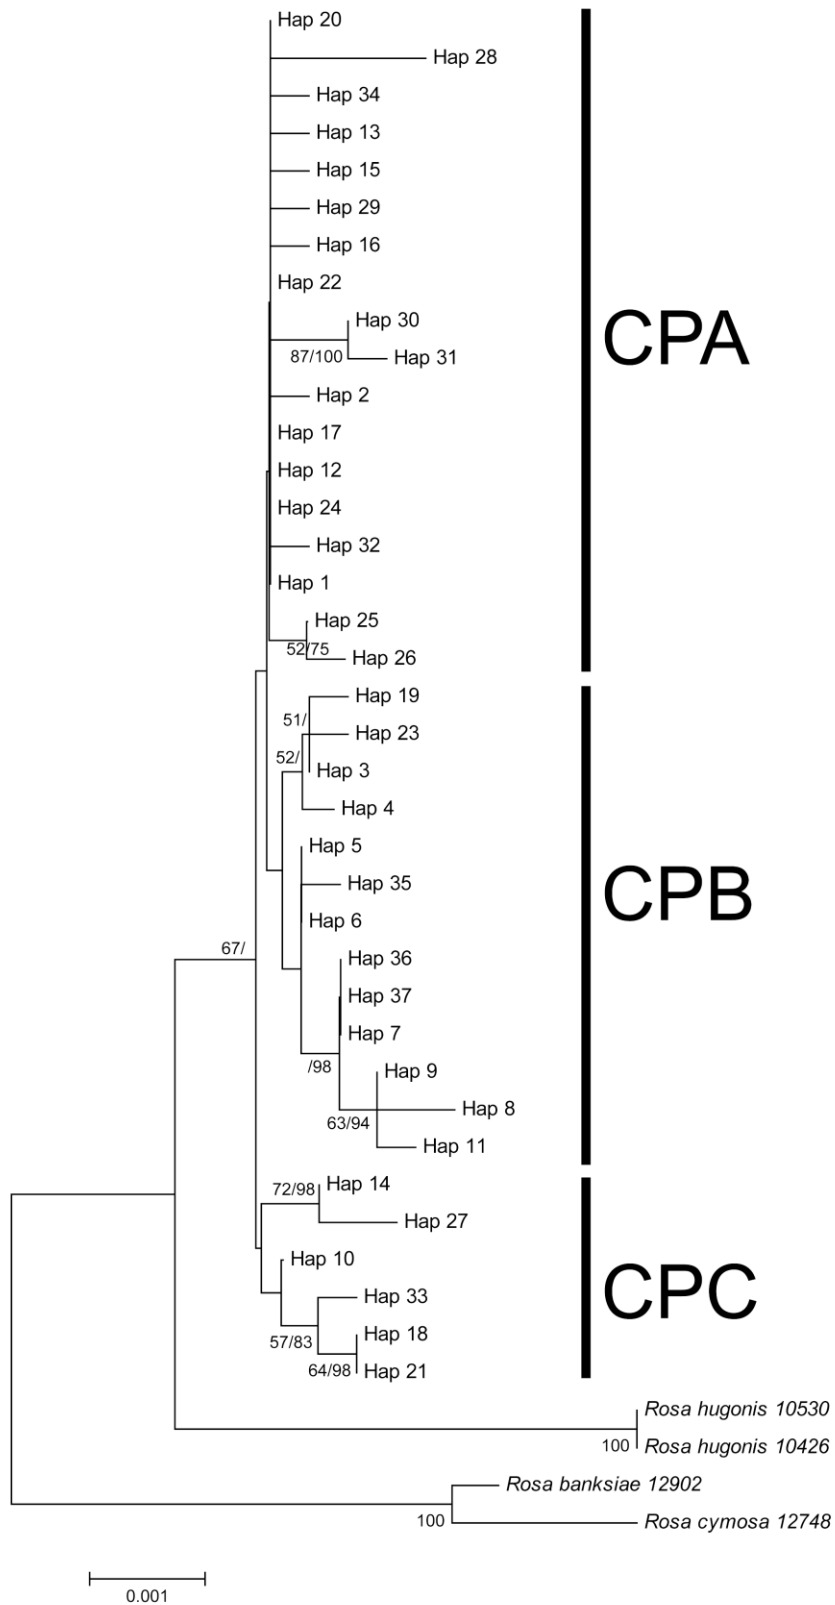 Hap 20
Hap 28
Hap 34
Hap 13
Hap 15
Hap 29
Hap 16
Hap 22
Hap 30
87/100
Hap 31
CPA
Hap 2
Hap 17
Hap 12
Hap 24
Hap 32
Hap 1
Hap 25
52/75
Hap 26
Hap 19
51/
Hap 23
52/
Hap 3
Hap 4
Hap 5
Hap 35
CPB
Hap 6
67/
Hap 36
Hap 37
Hap 7
/98
Hap 9
Hap 8
63/94
Hap 11
72/98
Hap 14
Hap 27
Hap 10
CPC
Hap 33
57/83
Hap 18
64/98
Hap 21
Rosa hugonis 10530
100
Rosa hugonis 10426
Rosa banksiae 12902
100
Rosa cymosa 12748
0.001